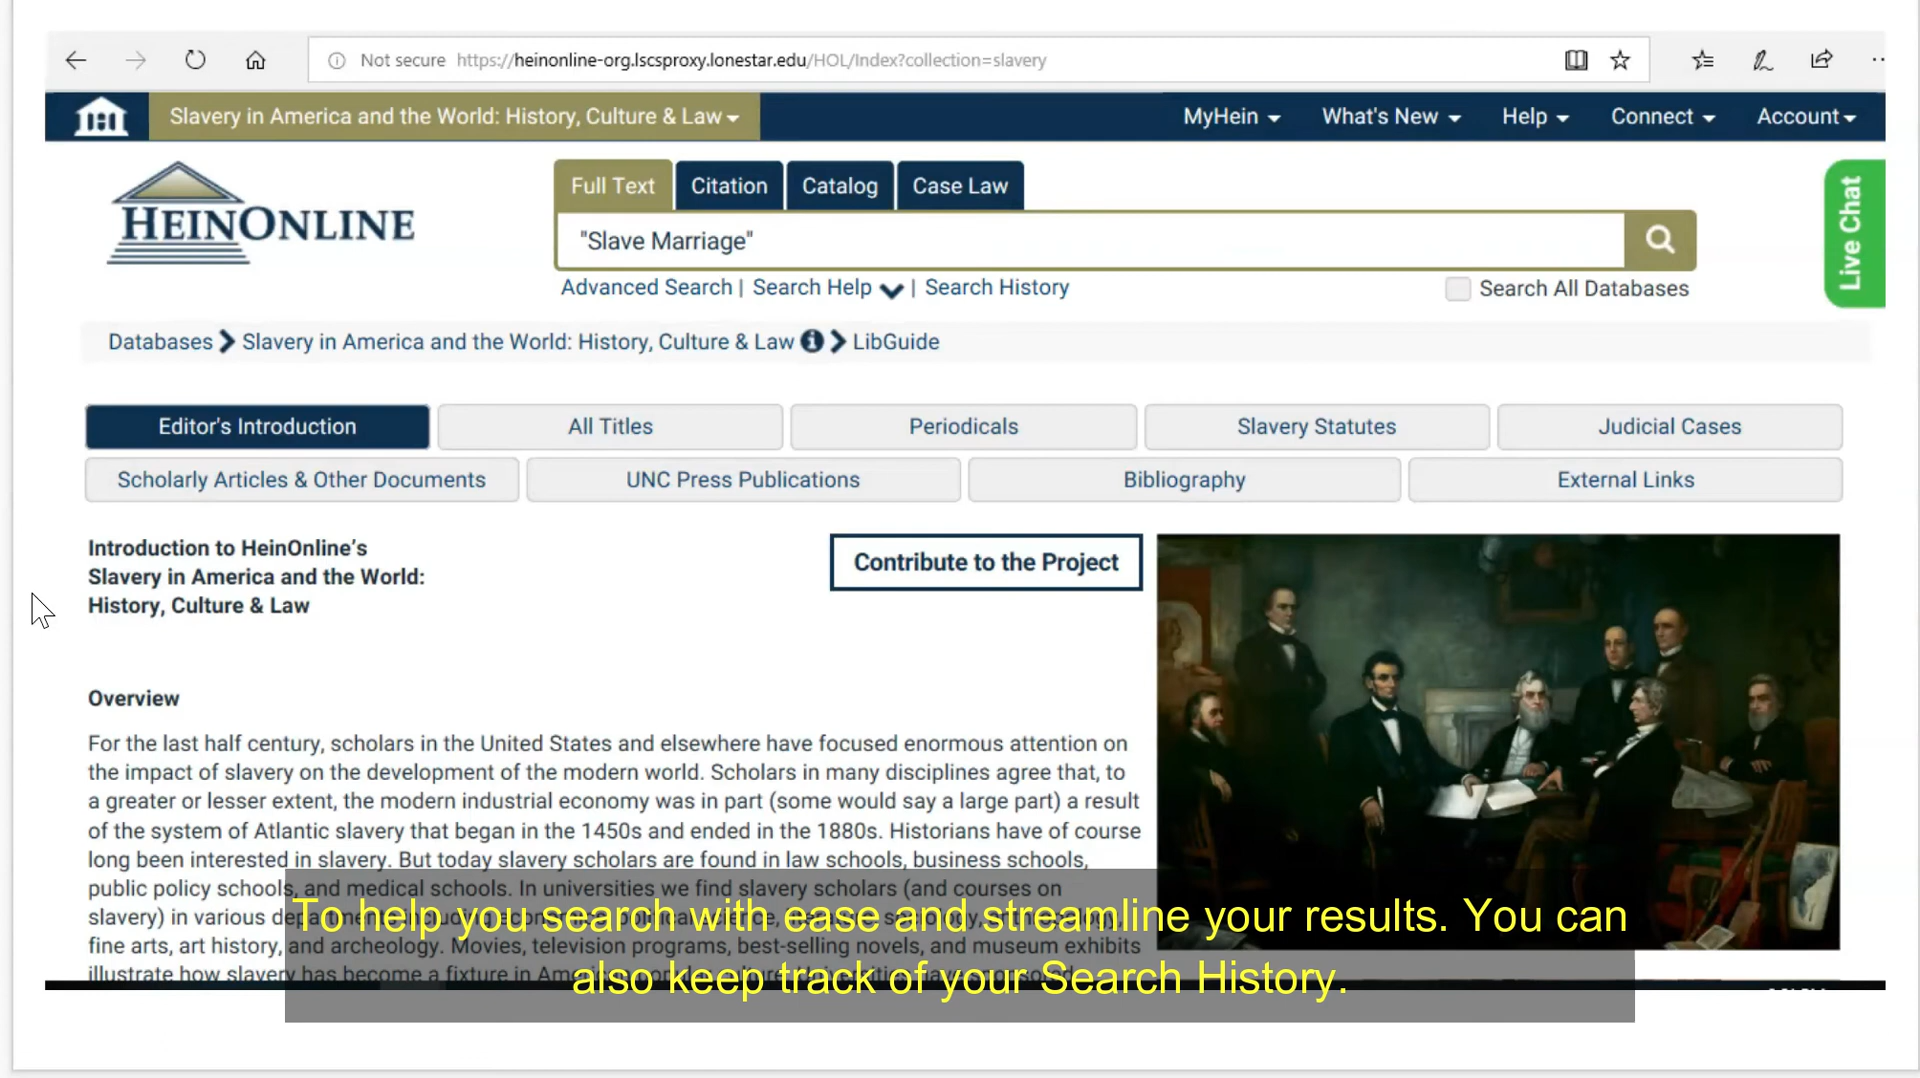 Not secure https://heinonline-org.lscsproxy.lonestar.edu/HOL/Index?collection=slavery
Slavery in America and the World: History, Culture & Law
MyHein What's New Help Connect Account
HEINONLINE
Full Text Citation Catalog Case Law
"Slave Marriage"
Live Chat
Advanced Search | Search Help | Search History
Search All Databases
Databases Slavery in America and the World: History, Culture & Law LibGuide
Editor's Introduction All Titles Periodicals Slavery Statutes Judicial Cases
Scholarly Articles & Other Documents UNC Press Publications Bibliography External Links
Introduction to HeinOnline's
Slavery in America and the World:
History, Culture & Law
Contribute to the Project
Overview
For the last half century, scholars in the United States and elsewhere have focused enormous attention on
the impact of slavery on the development of the modern world. Scholars in many disciplines agree that, to
a greater or lesser extent, the modern industrial economy was in part (some would say a large part) a result
of the system of Atlantic slavery that began in the 1450s and ended in the 1880s. Historians have of course
long been interested in slavery. But today slavery scholars are found in law schools, business schools,
public policy schools, and medical schools. In universities we find slavery scholars (and courses on
slavery) in various
fine arts, art history, and archeology. Movies, television programs, best-selling novels, and museum exhibits
illustrate how slavery has become a fixture in
To help you search with ease and streamline your results. You can
also keep track of your Search History.